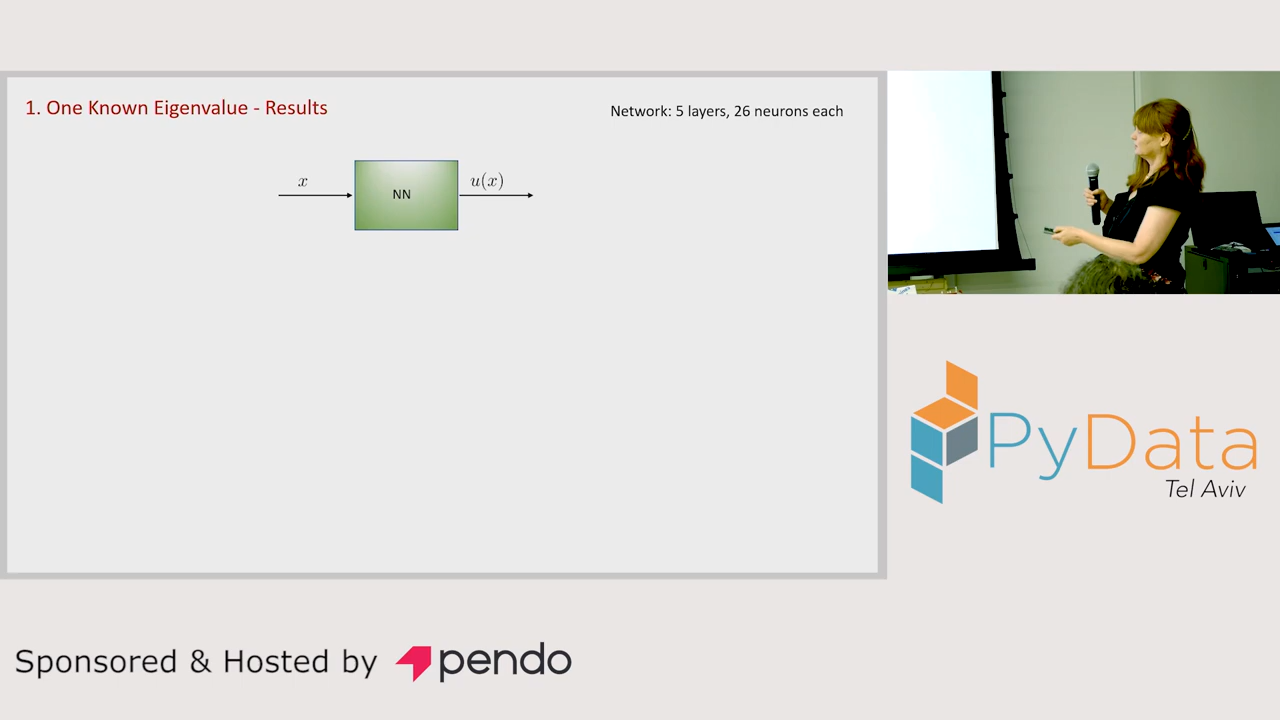 1. One Known Eigenvalue - Results
Network: 5 layers, 26 neurons each
x
NN
u(x)
PyData
Tel Aviv
Sponsored & Hosted by pendo